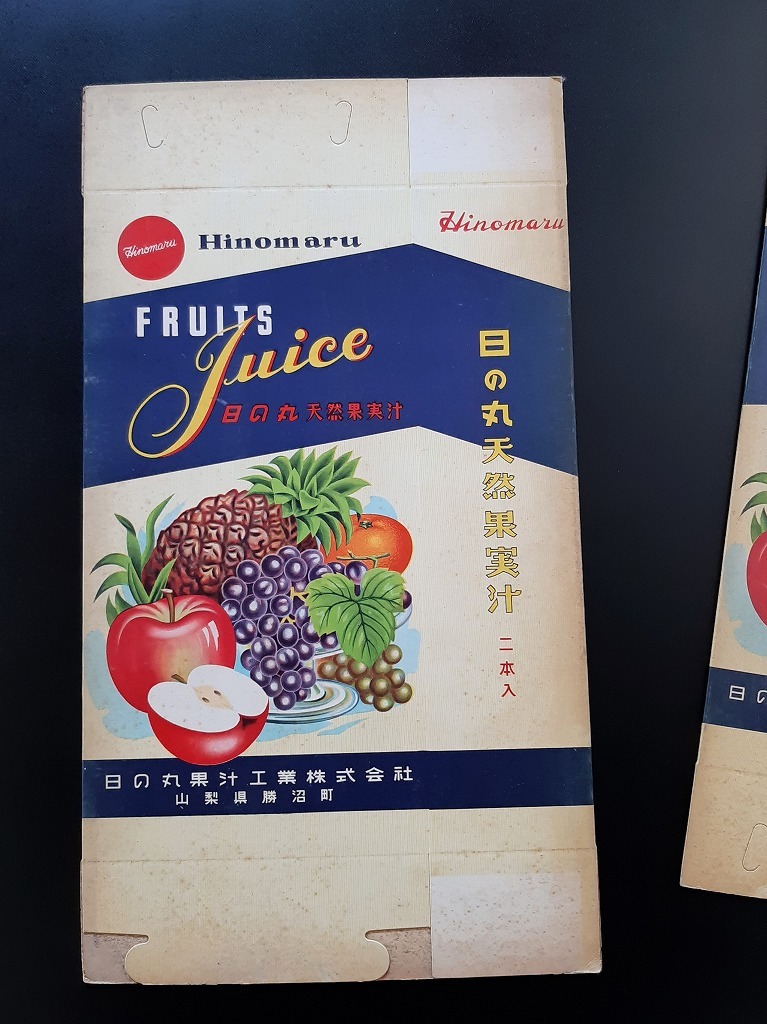 Hinomaru
Hinomaru
FRUITS
Juice
日の丸天然果実汁
日の丸果汁工業株式会社
山梨県勝沼町
Hinomaru
日の丸天然果実汁
二本入
日の